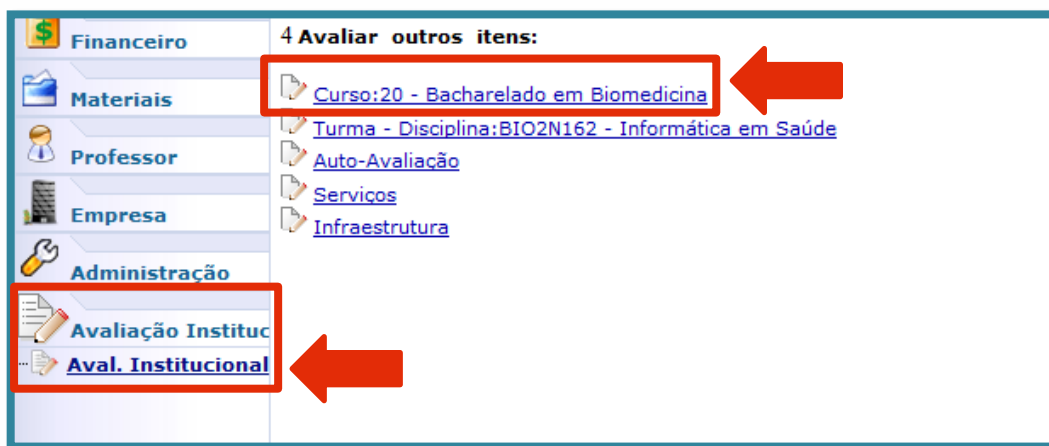 Financeiro
Materiais
Professor
Empresa
Administração
Avaliação Instituc
Aval. Institucional
4 Avaliar outros itens:
Curso:20 - Bacharelado em Biomedicina
Turma - Disciplina:BIO2N162 - Informática em Saúde
Auto-Avaliação
Serviços
Infraestrutura